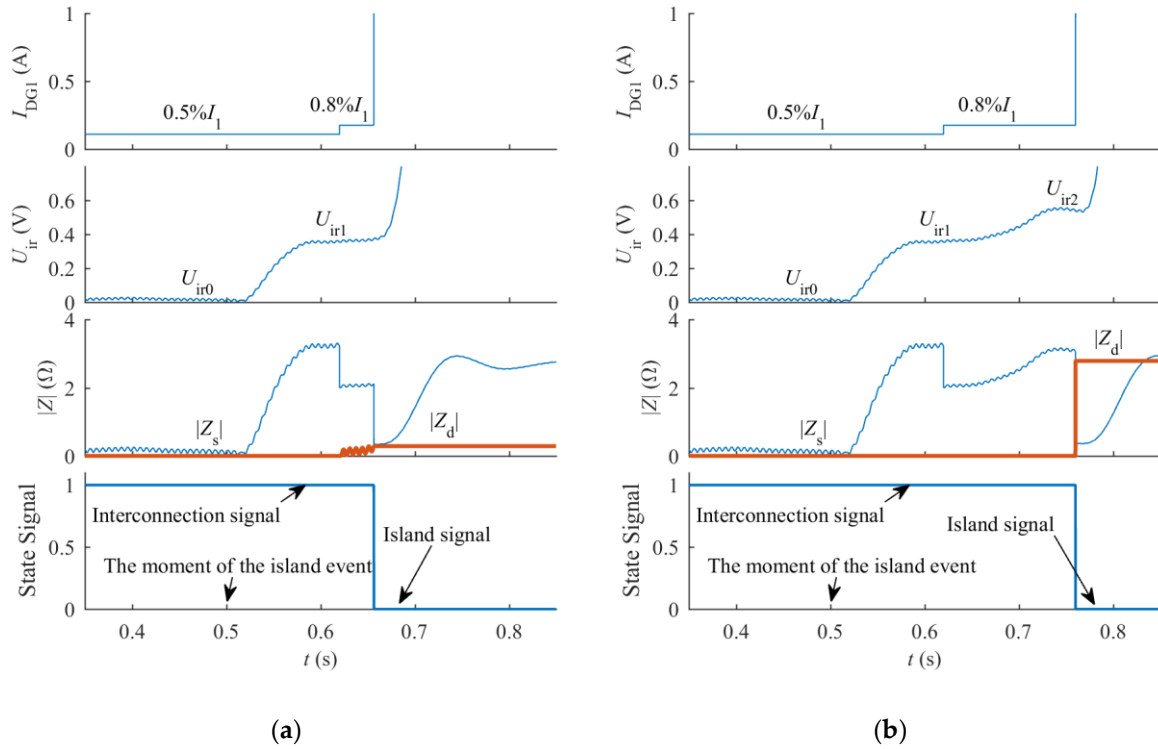 1
I_DG1 (A)
0.5
0
0.5%I_1
0.8%I_1
0.6
U_ir (V)
0.4
0.2
0
U_ir0
U_ir1
4
|Z| (Ω)
2
0
|Z_s|
|Z_d|
1
State Signal
0.5
0
Interconnection signal
Island signal
The moment of the island event
0.4 0.5 0.6 0.7 0.8
t (s)
(a)
1
I_DG1 (A)
0.5
0
0.5%I_1
0.8%I_1
0.6
U_ir (V)
0.4
0.2
0
U_ir0
U_ir1
U_ir2
4
|Z| (Ω)
2
0
|Z_s|
|Z_d|
1
State Signal
0.5
0
Interconnection signal
Island signal
The moment of the island event
0.4 0.5 0.6 0.7 0.8
t (s)
(b)